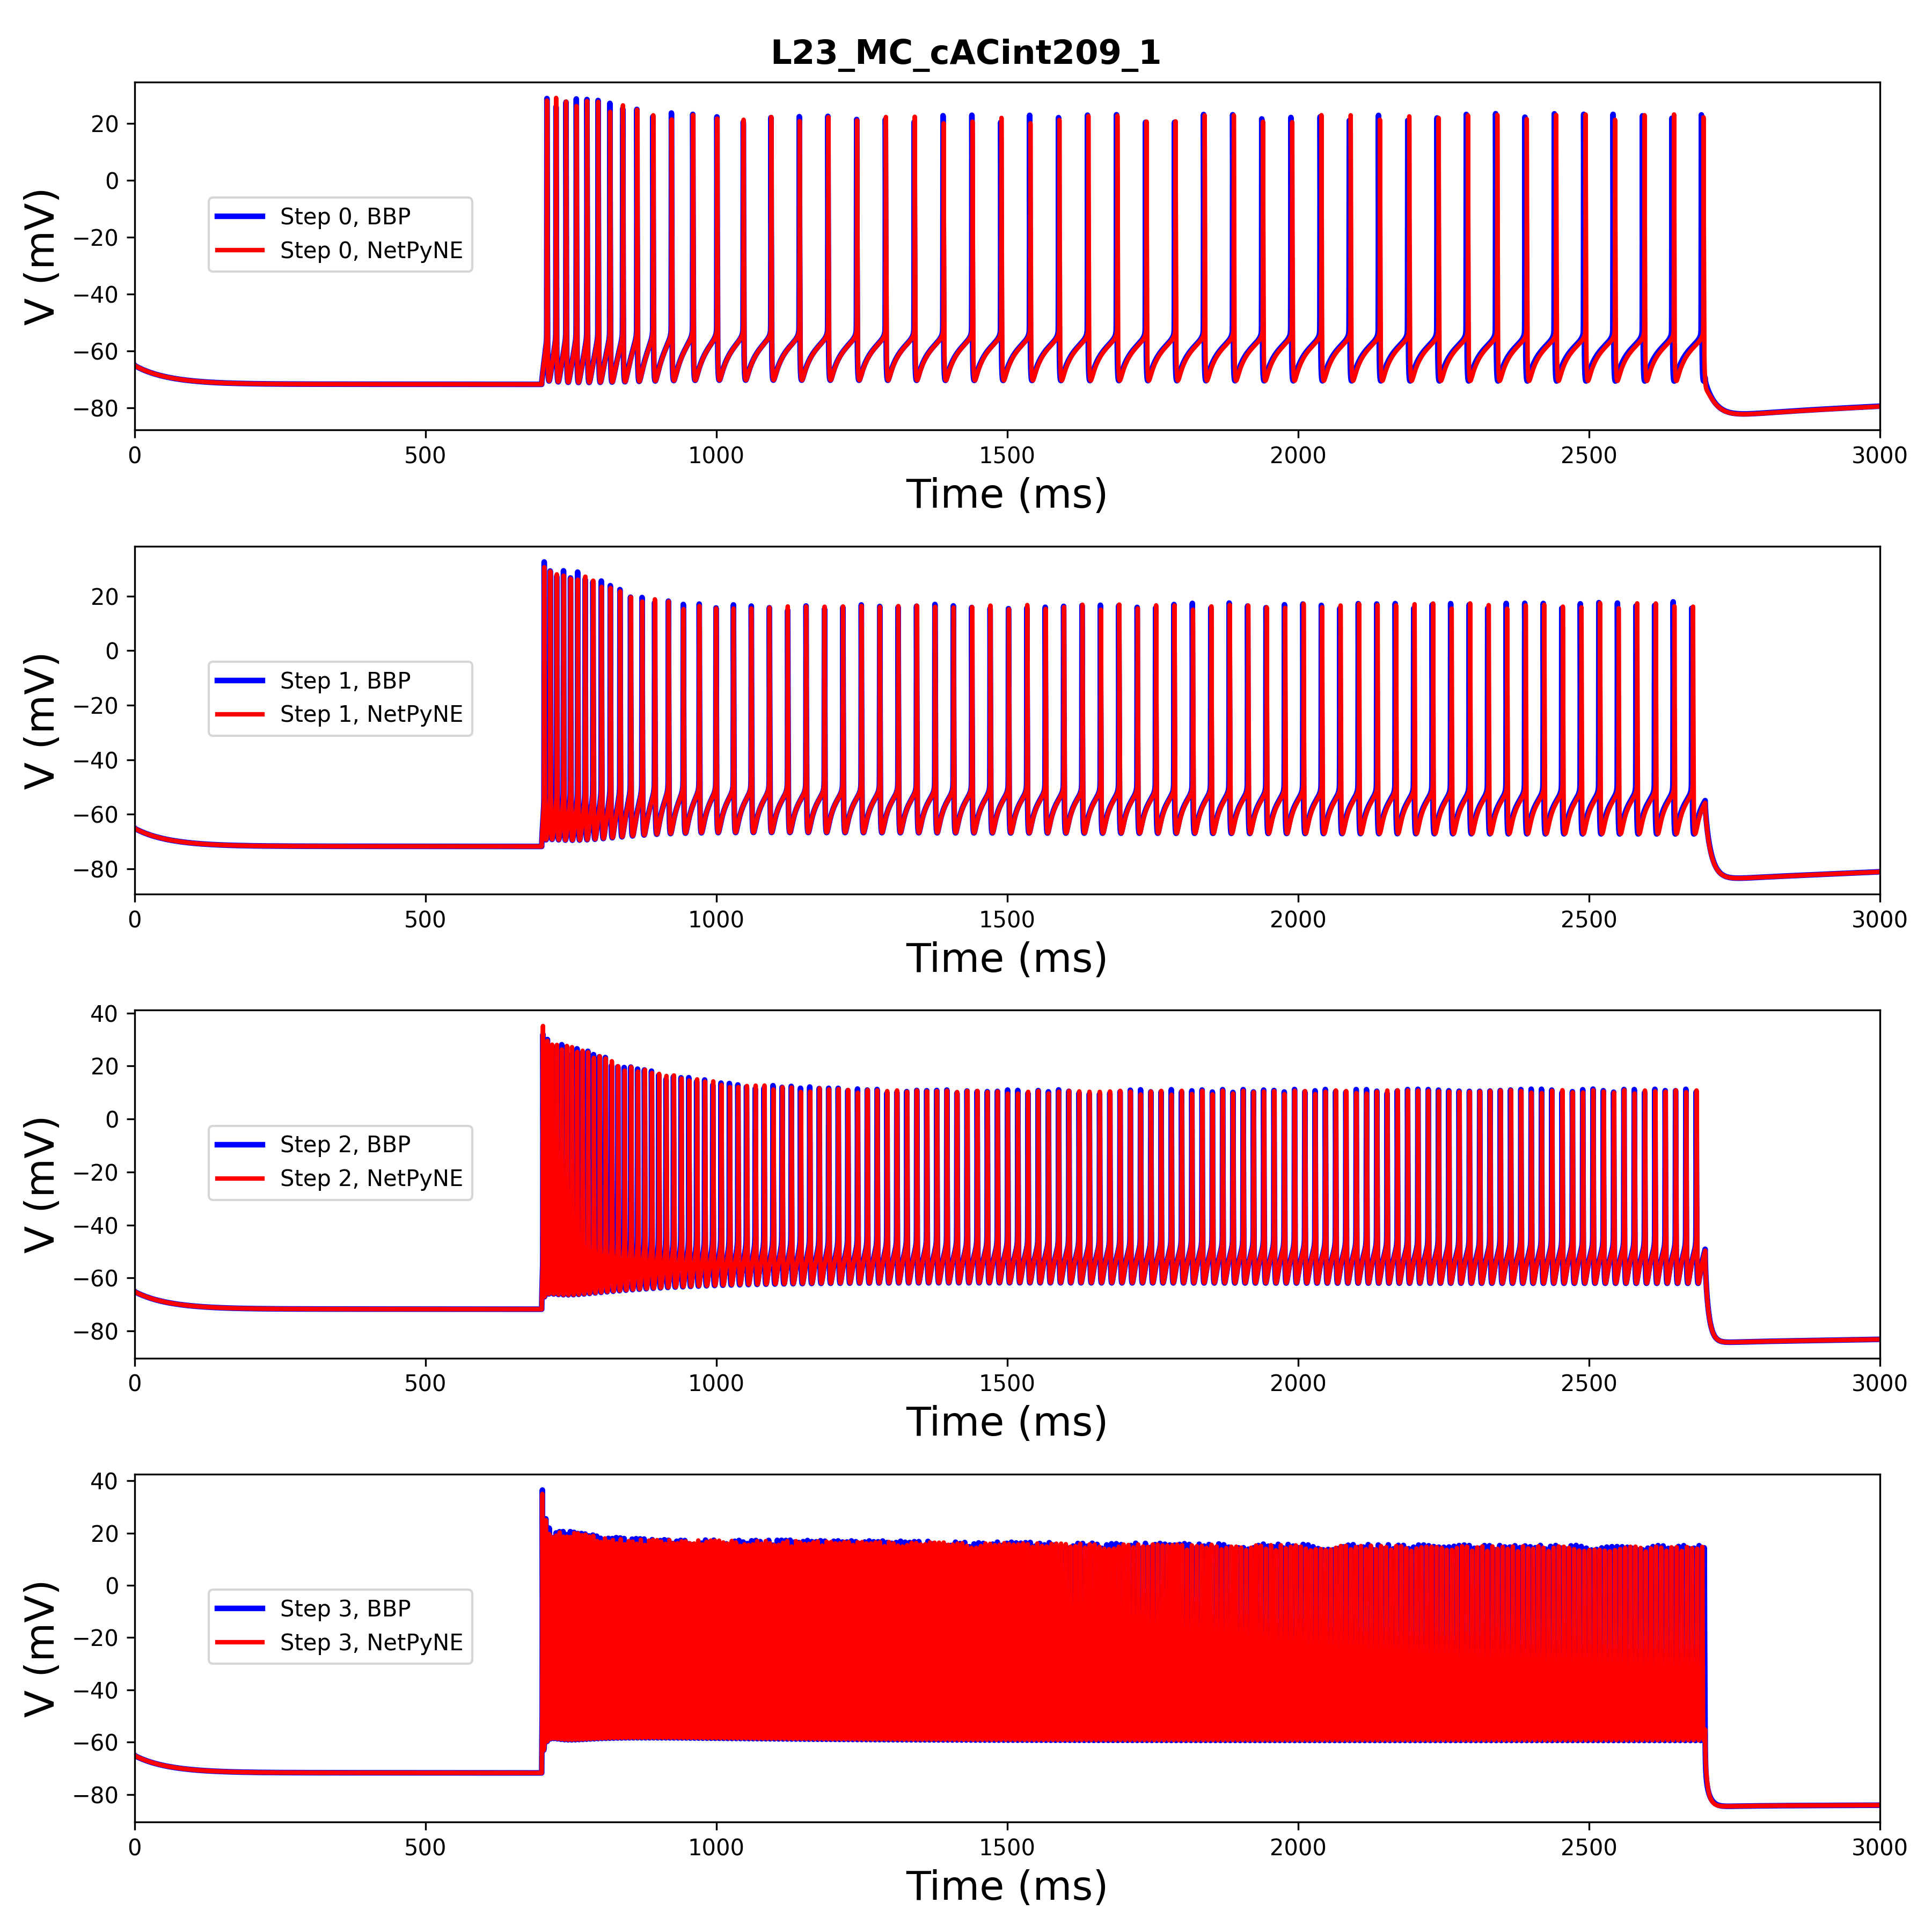 L23_MC_cACint209_1
20
0
−20
−40
−60
−80
V (mV)
Step 0, BBP
Step 0, NetPyNE
0 500 1000 1500 2000 2500 3000
Time (ms)
20
0
−20
−40
−60
−80
V (mV)
Step 1, BBP
Step 1, NetPyNE
0 500 1000 1500 2000 2500 3000
Time (ms)
40
20
0
−20
−40
−60
−80
V (mV)
Step 2, BBP
Step 2, NetPyNE
0 500 1000 1500 2000 2500 3000
Time (ms)
40
20
0
−20
−40
−60
−80
V (mV)
Step 3, BBP
Step 3, NetPyNE
0 500 1000 1500 2000 2500 3000
Time (ms)